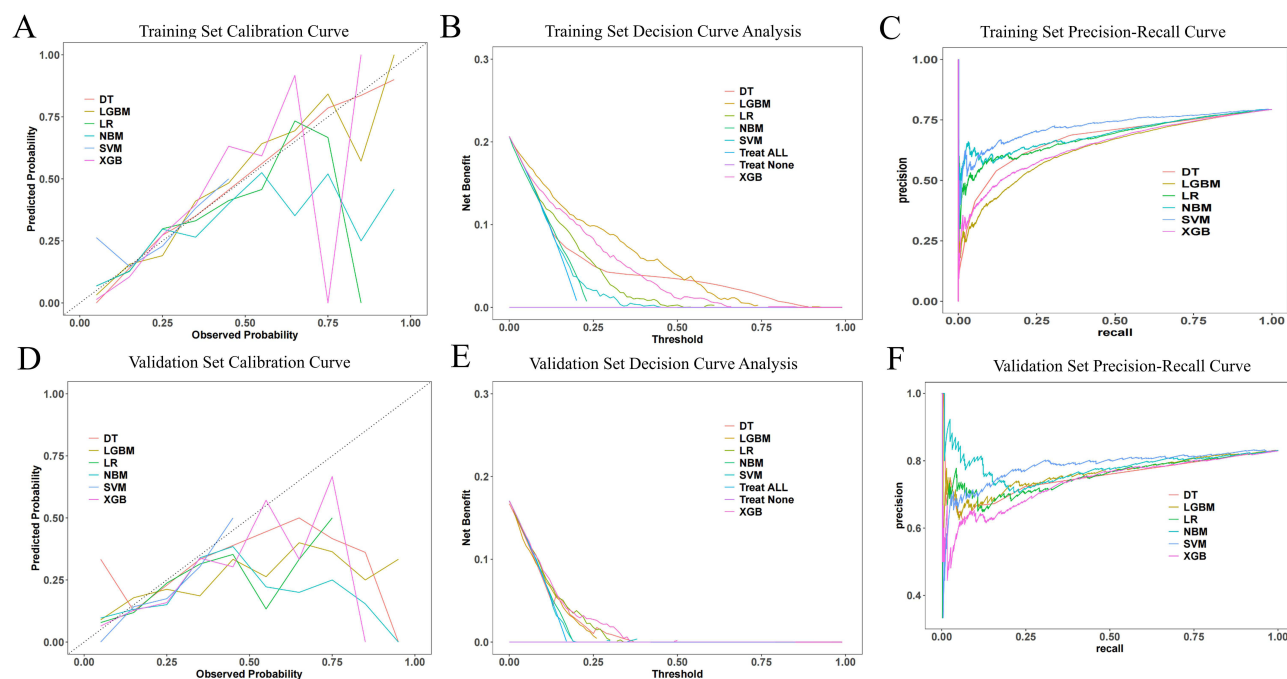 A
Training Set Calibration Curve
1.00
0.75
0.50
0.25
0.00
Predicted Probability
DT
LGBM
LR
NBM
SVM
XGB
0.00 0.25 0.50 0.75 1.00
Observed Probability
B
Training Set Decision Curve Analysis
0.3
0.2
0.1
0.0
Net Benefit
DT
LGBM
LR
NBM
SVM
Treat ALL
Treat None
XGB
0.00 0.25 0.50 0.75 1.00
Threshold
C
Training Set Precision-Recall Curve
1.00
0.75
0.50
0.25
0.00
precision
DT
LGBM
LR
NBM
SVM
XGB
0.00 0.25 0.50 0.75 1.00
recall
D
Validation Set Calibration Curve
1.00
0.75
0.50
0.25
0.00
Predicted Probability
DT
LGBM
LR
NBM
SVM
XGB
0.00 0.25 0.50 0.75 1.00
Observed Probability
E
Validation Set Decision Curve Analysis
0.3
0.2
0.1
0.0
Net Benefit
DT
LGBM
LR
NBM
SVM
Treat ALL
Treat None
XGB
0.00 0.25 0.50 0.75 1.00
Threshold
F
Validation Set Precision-Recall Curve
1.0
0.8
0.6
0.4
precision
DT
LGBM
LR
NBM
SVM
XGB
0.00 0.25 0.50 0.75 1.00
recall